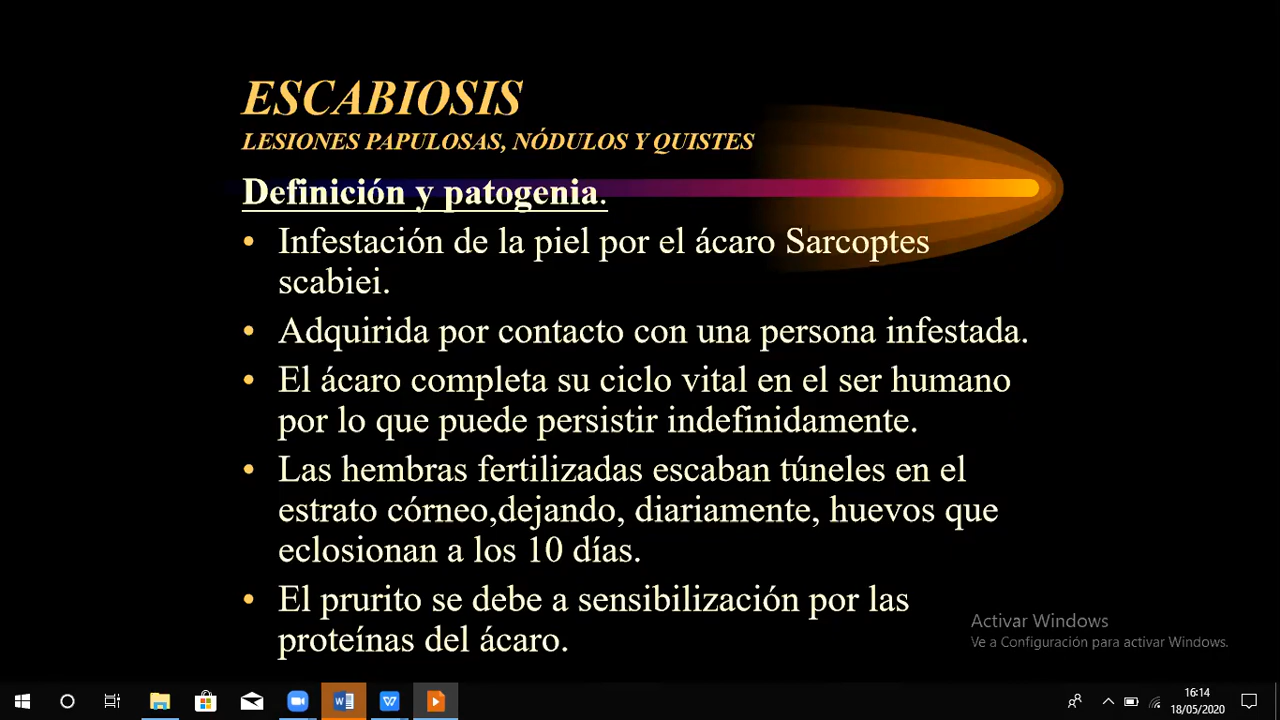 ESCABIOSIS
LESIONES PAPULOSAS, NÓDULOS Y QUISTES
Definición y patogenia.
• Infestación de la piel por el ácaro Sarcoptes
scabiei.
• Adquirida por contacto con una persona infestada.
• El ácaro completa su ciclo vital en el ser humano
por lo que puede persistir indefinidamente.
• Las hembras fertilizadas escaban túneles en el
estrato córneo,dejando, diariamente, huevos que
eclosionan a los 10 días.
• El prurito se debe a sensibilización por las
proteínas del ácaro.
Activar Windows
Ve a Configuración para activar Windows.
16:14
18/05/2020